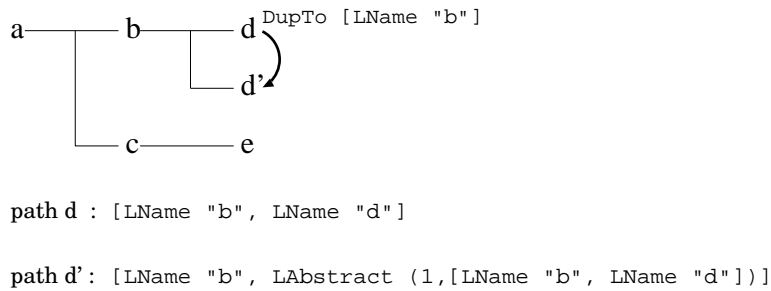 a b d DupTo [LName "b"]
d’
c e
path d : [LName "b", LName "d"]
path d’ : [LName "b", LAbstract (1,[LName "b", LName "d"])]